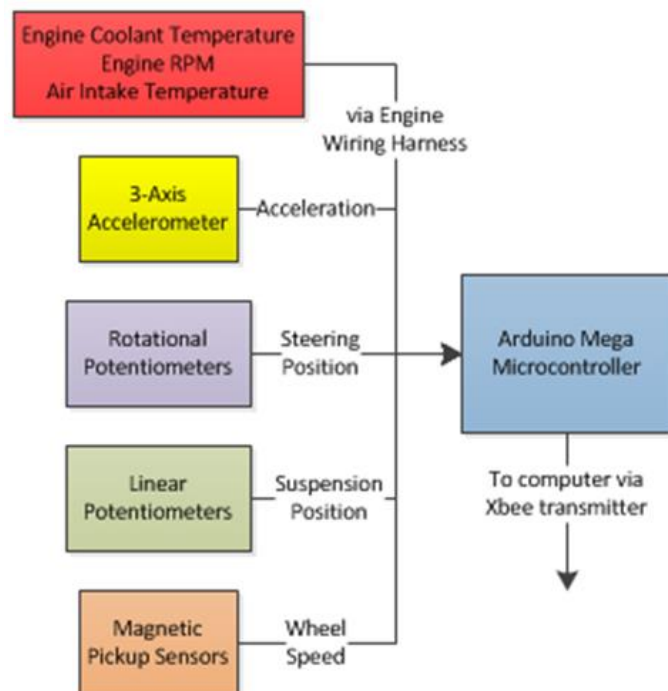 Engine Coolant Temperature
Engine RPM
Air Intake Temperature
via Engine
Wiring Harness
3-Axis
Accelerometer
Acceleration
Rotational
Potentiometers
Steering
Position
Arduino Mega
Microcontroller
Linear
Potentiometers
Suspension
Position
To computer via
Xbee transmitter
Magnetic
Pickup Sensors
Wheel
Speed